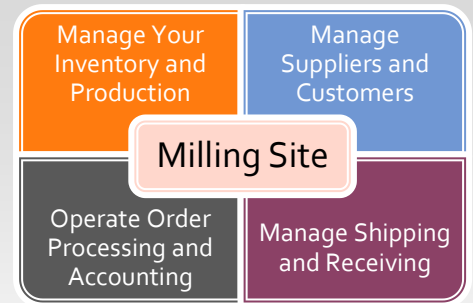 Manage Your
Inventory and
Production
Manage
Suppliers and
Customers
Milling Site
Operate Order
Processing and
Accounting
Manage Shipping
and Receiving